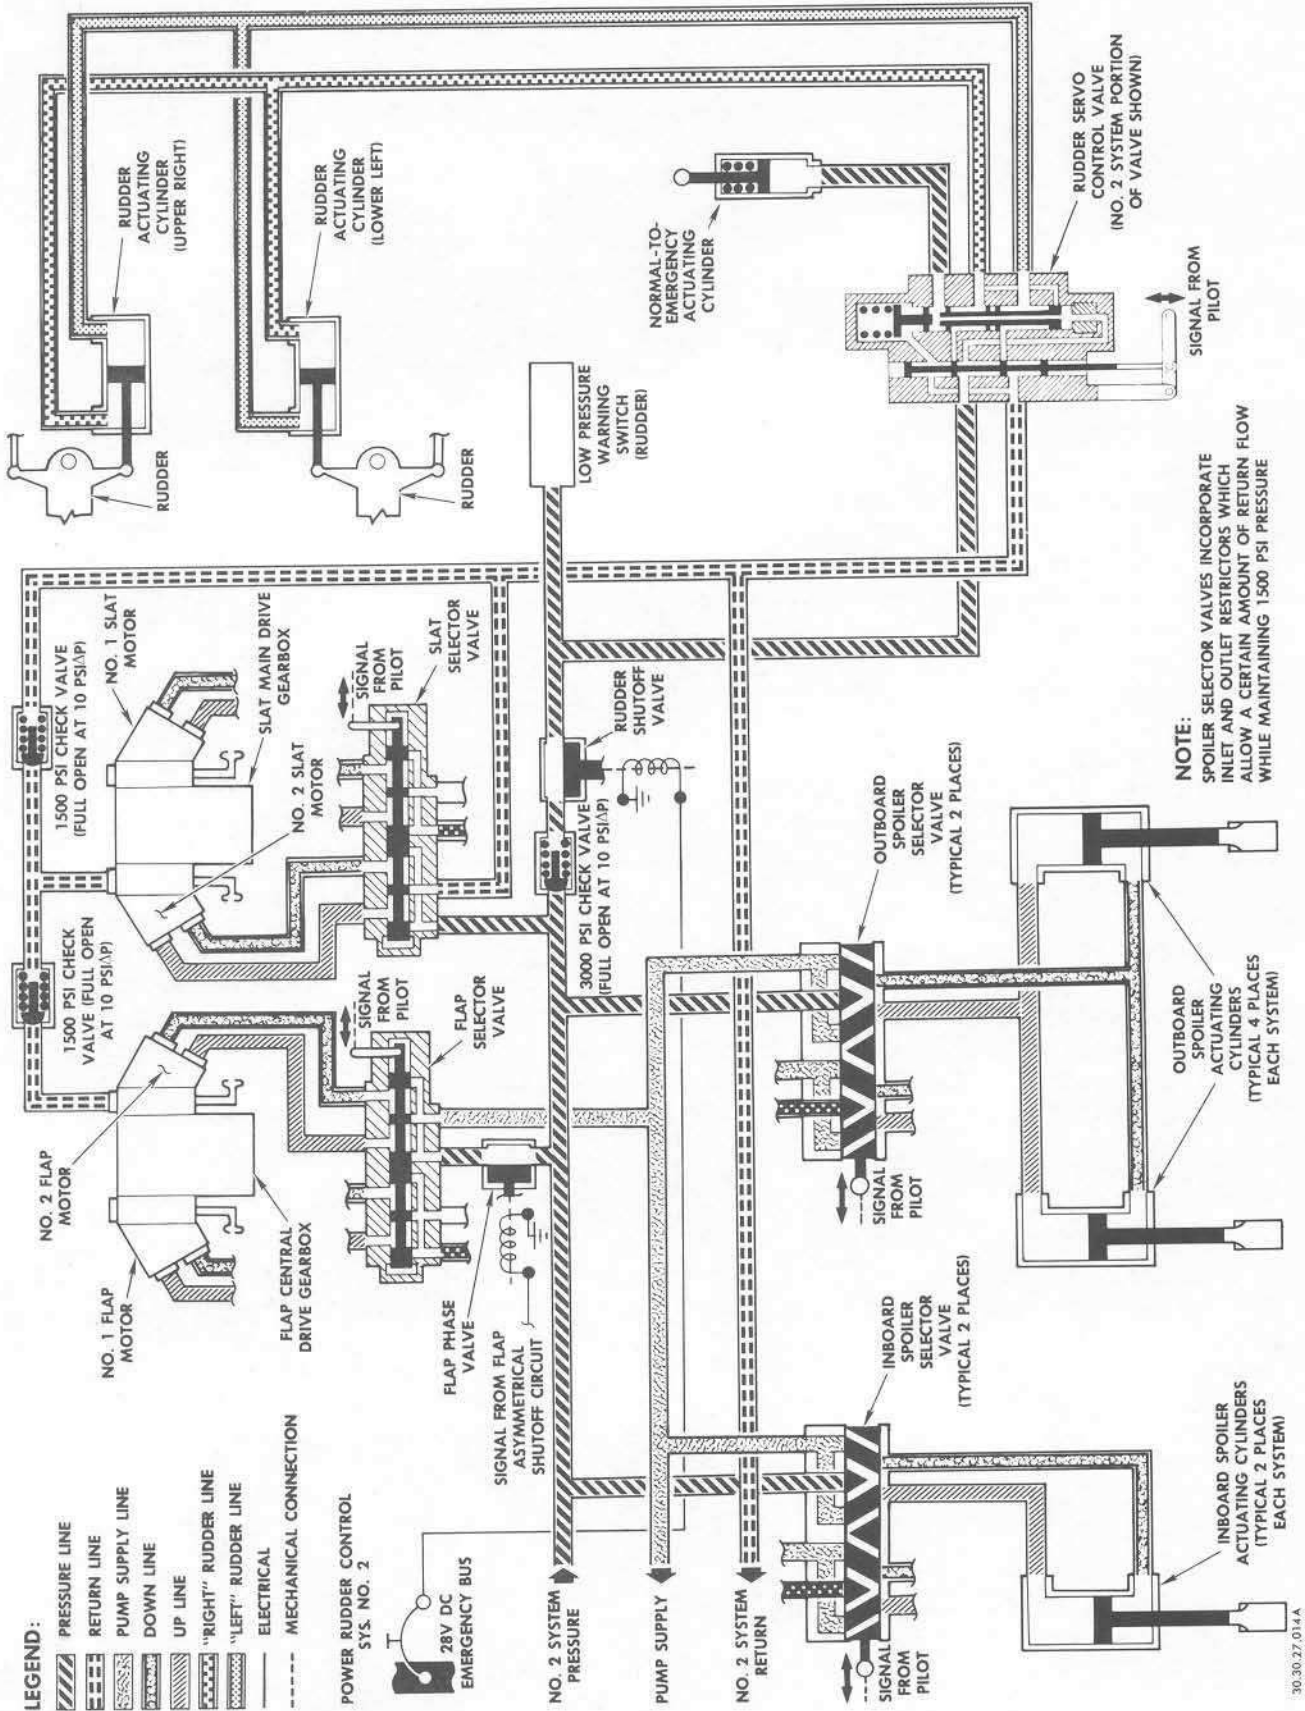 LEGEND:
PRESSURE LINE
RETURN LINE
PUMP SUPPLY LINE
DOWN LINE
UP LINE
"RIGHT" RUDDER LINE
"LEFT" RUDDER LINE
ELECTRICAL
MECHANICAL CONNECTION
POWER RUDDER CONTROL
SYS. NO. 2
28V DC
EMERGENCY BUS
NO. 2 SYSTEM
PRESSURE
PUMP SUPPLY
NO. 2 SYSTEM
RETURN
SIGNAL
FROM
PILOT
NO. 1 FLAP
MOTOR
NO. 2 FLAP
MOTOR
FLAP CENTRAL
DRIVE GEARBOX
FLAP PHASE
VALVE
SIGNAL FROM FLAP
ASYMMETRICAL
SHUTOFF CIRCUIT
INBOARD
SPOILER
SELECTOR
VALVE
(TYPICAL 2 PLACES)
INBOARD SPOILER
ACTUATING CYLINDERS
(TYPICAL 2 PLACES
EACH SYSTEM)
1500 PSI CHECK
VALVE (FULL OPEN
AT 10 PSI∆P)
SIGNAL
FROM
PILOT
FLAP
SELECTOR
VALVE
SIGNAL
FROM
PILOT
OUTBOARD
SPOILER
ACTUATING
CYLINDERS
(TYPICAL 4 PLACES
EACH SYSTEM)
1500 PSI CHECK VALVE
(FULL OPEN AT 10 PSI∆P)
NO. 1 SLAT
MOTOR
SLAT MAIN DRIVE
GEARBOX
NO. 2 SLAT
MOTOR
SIGNAL
FROM
PILOT
SLAT
SELECTOR
VALVE
3000 PSI CHECK VALVE
(FULL OPEN AT 10 PSI∆P)
RUDDER
SHUTOFF
VALVE
OUTBOARD
SPOILER
SELECTOR
VALVE
(TYPICAL 2 PLACES)
RUDDER
RUDDER
ACTUATING
CYLINDER
(UPPER RIGHT)
RUDDER
RUDDER
ACTUATING
CYLINDER
(LOWER LEFT)
LOW PRESSURE
WARNING
SWITCH
(RUDDER)
NORMAL-TO-
EMERGENCY
ACTUATING
CYLINDER
RUDDER SERVO
CONTROL VALVE
(NO. 2 SYSTEM PORTION
OF VALVE SHOWN)
SIGNAL FROM
PILOT
NOTE:
SPOILER SELECTOR VALVES INCORPORATE
INLET AND OUTLET RESTRICTORS WHICH
ALLOW A CERTAIN AMOUNT OF RETURN FLOW
WHILE MAINTAINING 1500 PSI PRESSURE
30.30.27.014A